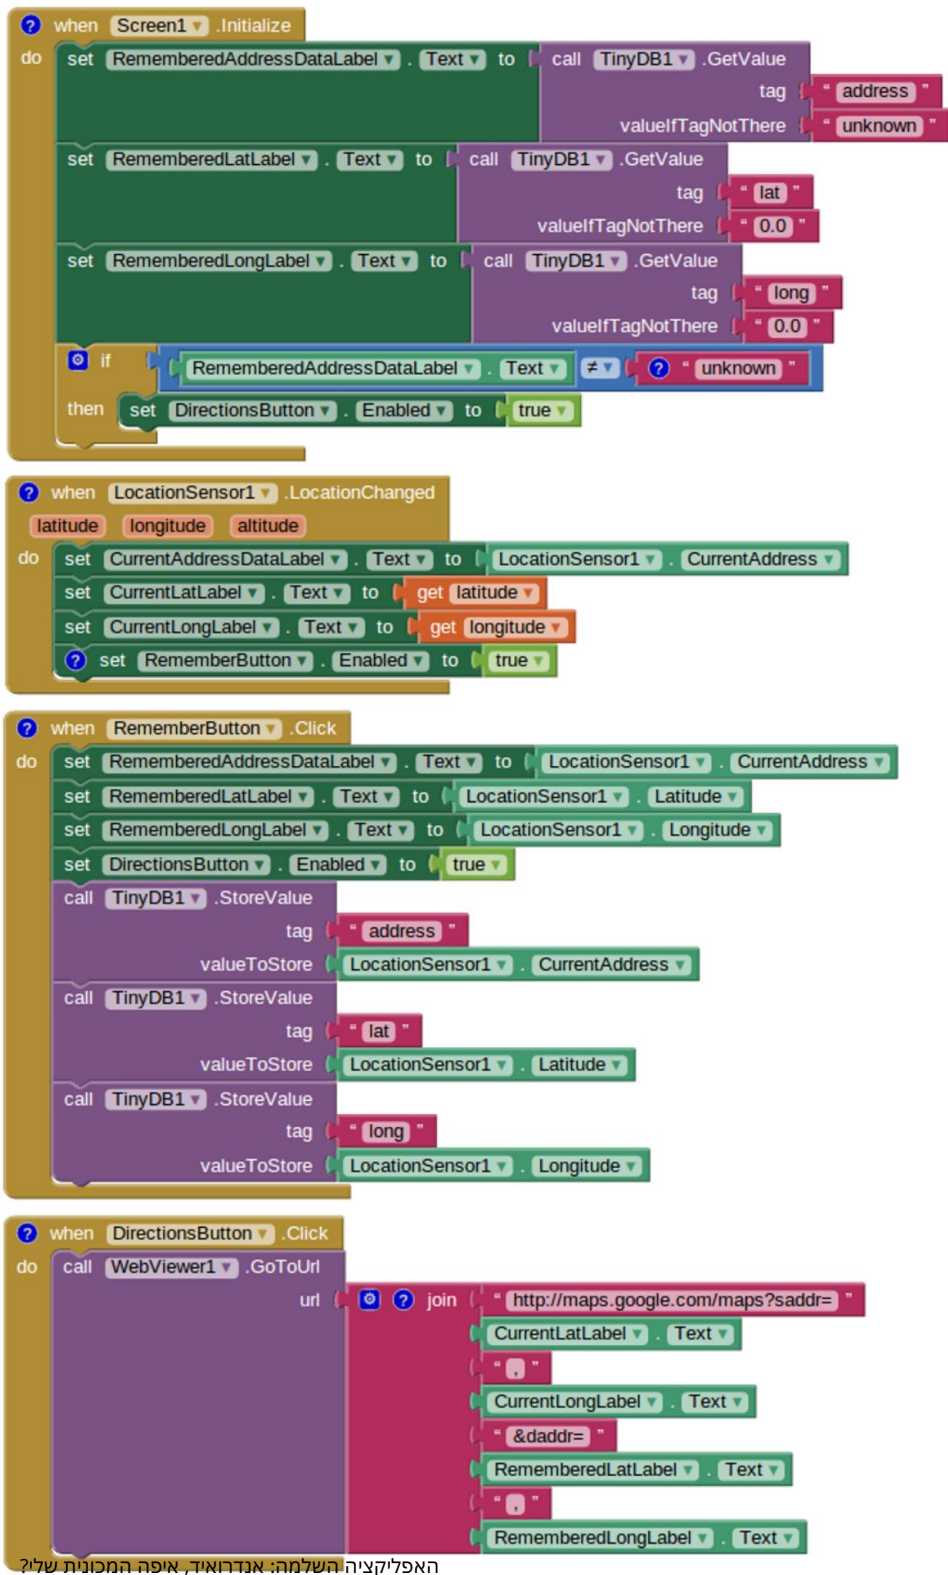 ? when Screen1 .Initialize
do set RememberedAddressDataLabel . Text to call TinyDB1 .GetValue
tag " address "
valueIfTagNotThere " unknown "
set RememberedLatLabel . Text to call TinyDB1 .GetValue
tag " lat "
valueIfTagNotThere " 0.0 "
set RememberedLongLabel . Text to call TinyDB1 .GetValue
tag " long "
valueIfTagNotThere " 0.0 "
if RememberedAddressDataLabel . Text ≠ ? " unknown "
then set DirectionsButton . Enabled to true
? when LocationSensor1 .LocationChanged
latitude longitude altitude
do set CurrentAddressDataLabel . Text to LocationSensor1 . CurrentAddress
set CurrentLatLabel . Text to get latitude
set CurrentLongLabel . Text to get longitude
? set RememberButton . Enabled to true
? when RememberButton .Click
do set RememberedAddressDataLabel . Text to LocationSensor1 . CurrentAddress
set RememberedLatLabel . Text to LocationSensor1 . Latitude
set RememberedLongLabel . Text to LocationSensor1 . Longitude
set DirectionsButton . Enabled to true
call TinyDB1 .StoreValue
tag " address "
valueToStore LocationSensor1 . CurrentAddress
call TinyDB1 .StoreValue
tag " lat "
valueToStore LocationSensor1 . Latitude
call TinyDB1 .StoreValue
tag " long "
valueToStore LocationSensor1 . Longitude
? when DirectionsButton .Click
do call WebViewer1 .GoToUrl
url ? join " http://maps.google.com/maps?saddr= "
CurrentLatLabel . Text
" , "
CurrentLongLabel . Text
" &daddr= "
RememberedLatLabel . Text
" , "
RememberedLongLabel . Text
האפליקציה השלמה: אנדרואיד, איפה המכונית שלי?